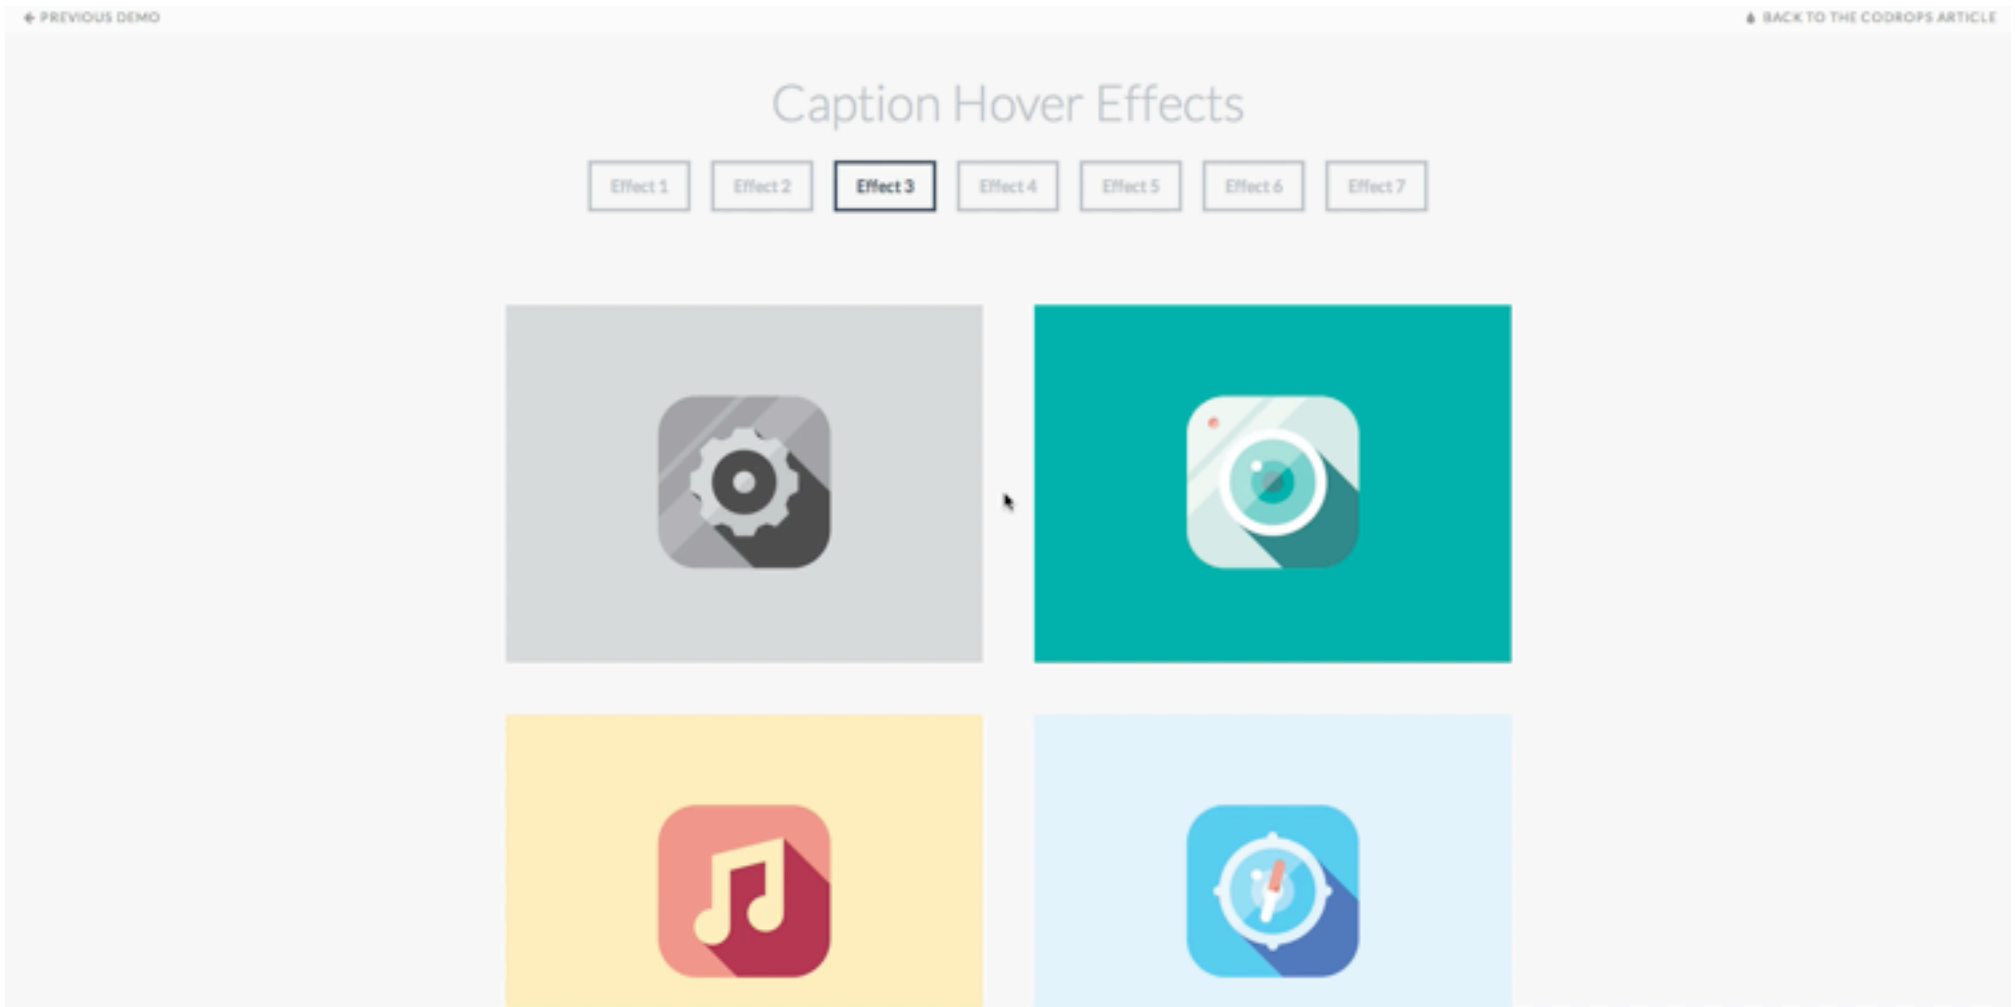 PREVIOUS DEMO
BACK TO THE CODROPS ARTICLE
Caption Hover Effects
Effect 1
Effect 2
Effect 3
Effect 4
Effect 5
Effect 6
Effect 7